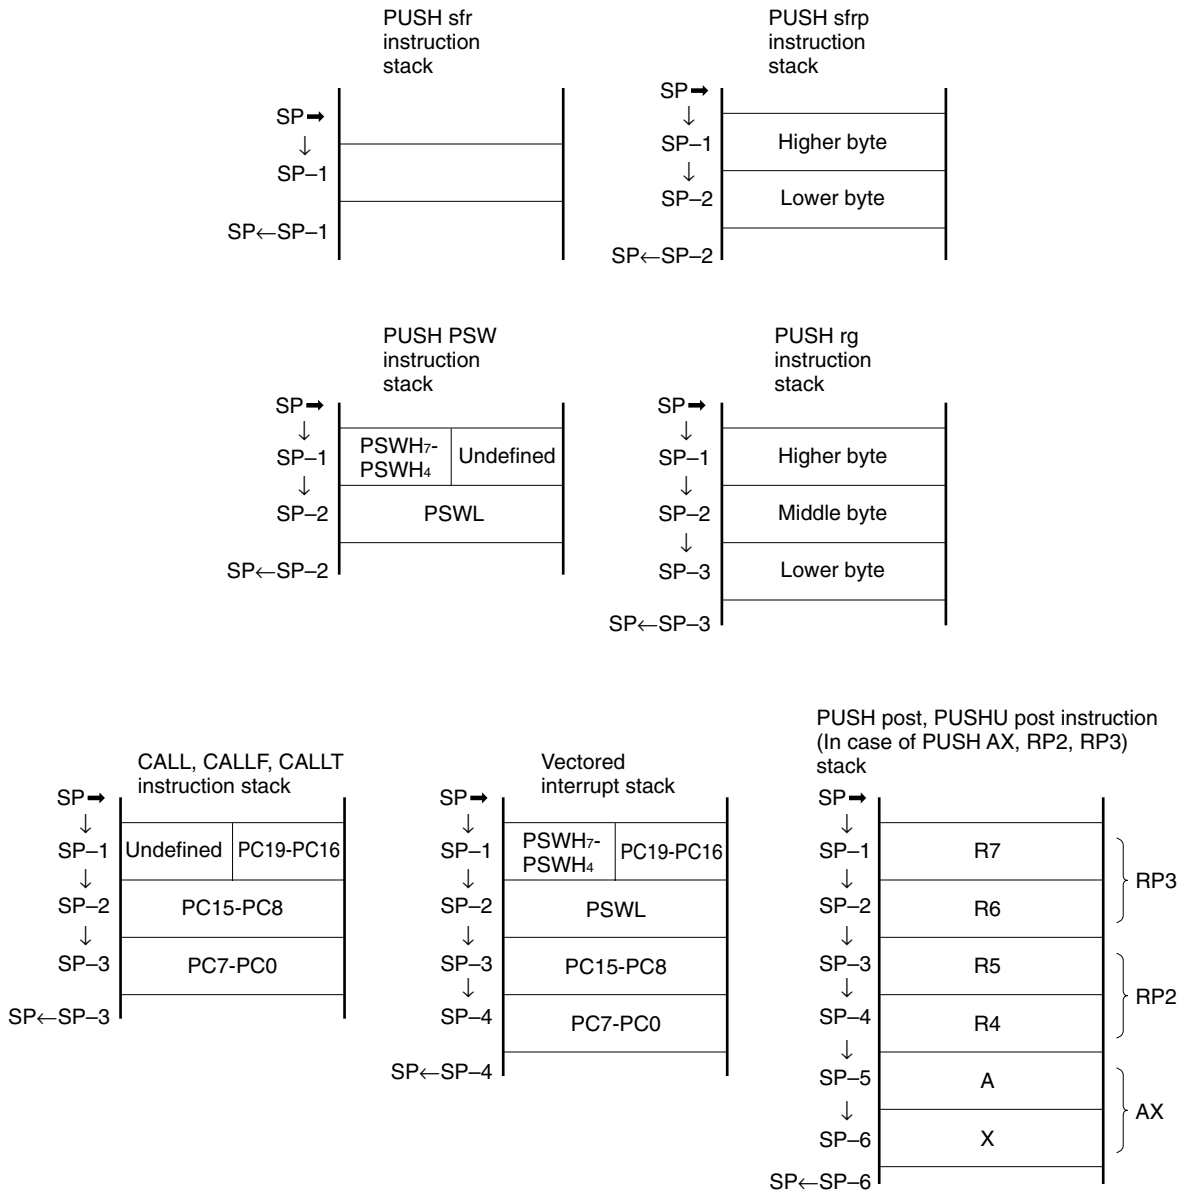 PUSH sfr
instruction
stack
SP➡
↓
SP–1
SP←SP–1
PUSH sfrp
instruction
stack
SP➡
↓
SP–1 Higher byte
↓
SP–2 Lower byte
SP←SP–2
PUSH PSW
instruction
stack
SP➡
↓
SP–1 PSWH7- Undefined
PSWH4
↓
SP–2 PSWL
SP←SP–2
PUSH rg
instruction
stack
SP➡
↓
SP–1 Higher byte
↓
SP–2 Middle byte
↓
SP–3 Lower byte
SP←SP–3
CALL, CALLF, CALLT
instruction stack
SP➡
↓
SP–1 Undefined PC19-PC16
↓
SP–2 PC15-PC8
↓
SP–3 PC7-PC0
SP←SP–3
Vectored
interrupt stack
SP➡
↓
SP–1 PSWH7- PC19-PC16
PSWH4
↓
SP–2 PSWL
↓
SP–3 PC15-PC8
↓
SP–4 PC7-PC0
SP←SP–4
PUSH post, PUSHU post instruction
(In case of PUSH AX, RP2, RP3)
stack
SP➡
↓
SP–1 R7
↓
RP3
SP–2 R6
↓
SP–3 R5
↓
RP2
SP–4 R4
↓
SP–5 A
↓
AX
SP–6 X
SP←SP–6